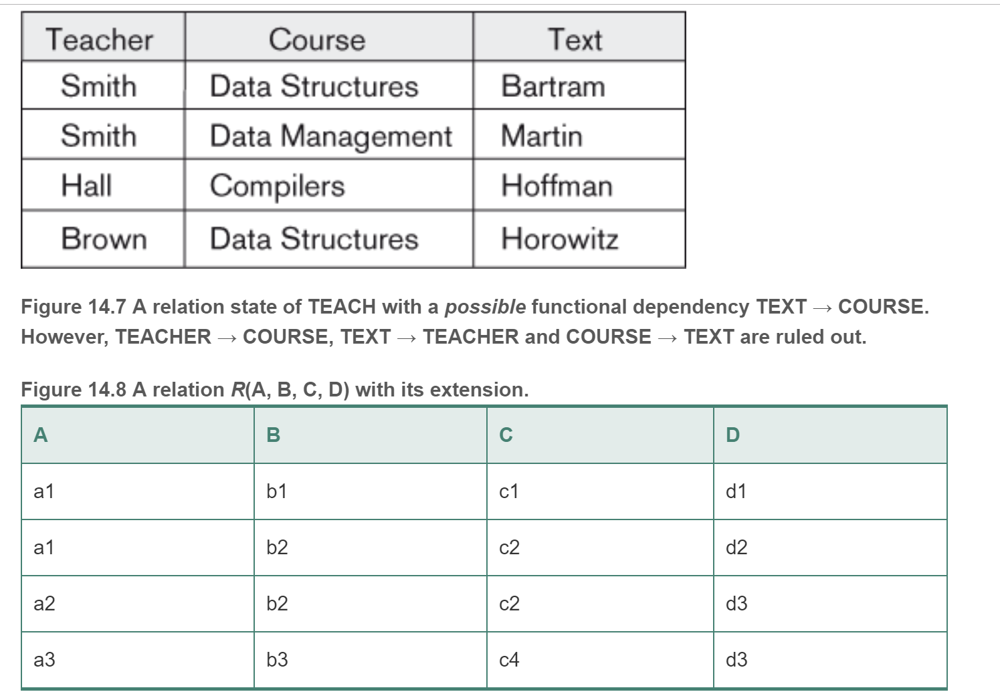 Teacher Course Text
Smith Data Structures Bartram
Smith Data Management Martin
Hall Compilers Hoffman
Brown Data Structures Horowitz
Figure 14.7 A relation state of TEACH with a possible functional dependency TEXT → COURSE.
However, TEACHER → COURSE, TEXT → TEACHER and COURSE → TEXT are ruled out.
Figure 14.8 A relation R(A, B, C, D) with its extension.
A B C D
a1 b1 c1 d1
a1 b2 c2 d2
a2 b2 c2 d3
a3 b3 c4 d3